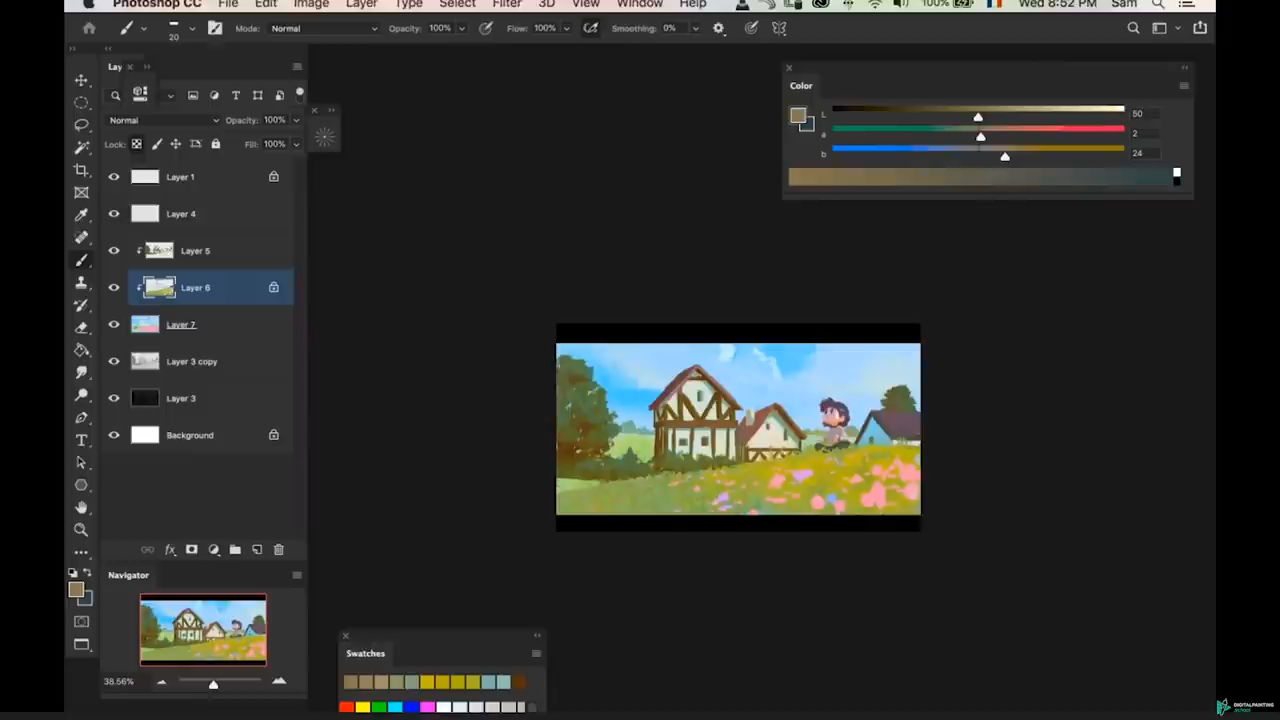 Photoshop CC File Edit Image Layer Type Select Filter 3D View Window Help 100% Wed 8:52 PM Sam
20 Mode: Normal Opacity: 100% Flow: 100% Smoothing: 0%
Lay
Color
Normal Opacity: 100%
L 50
Lock: Fill: 100%
a 2
b 24
Layer 1
Layer 4
Layer 5
Layer 6
Layer 7
Layer 3 copy
Layer 3
Background
fx
Navigator
38.56%
Swatches
DIGITALPAINTING
.school